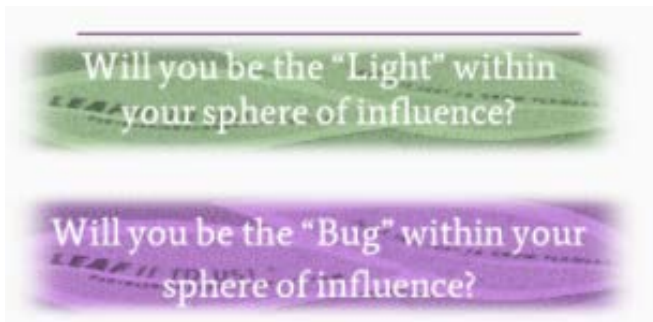 Will you be the “Light” within
your sphere of influence?
Will you be the “Bug” within your
sphere of influence?